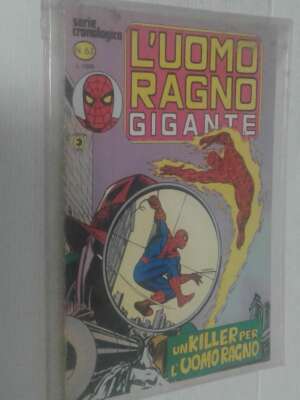 serie
cronologica
L'UOMO
RAGNO
GIGANTE
UN KILLER PER
L'UOMO RAGNO